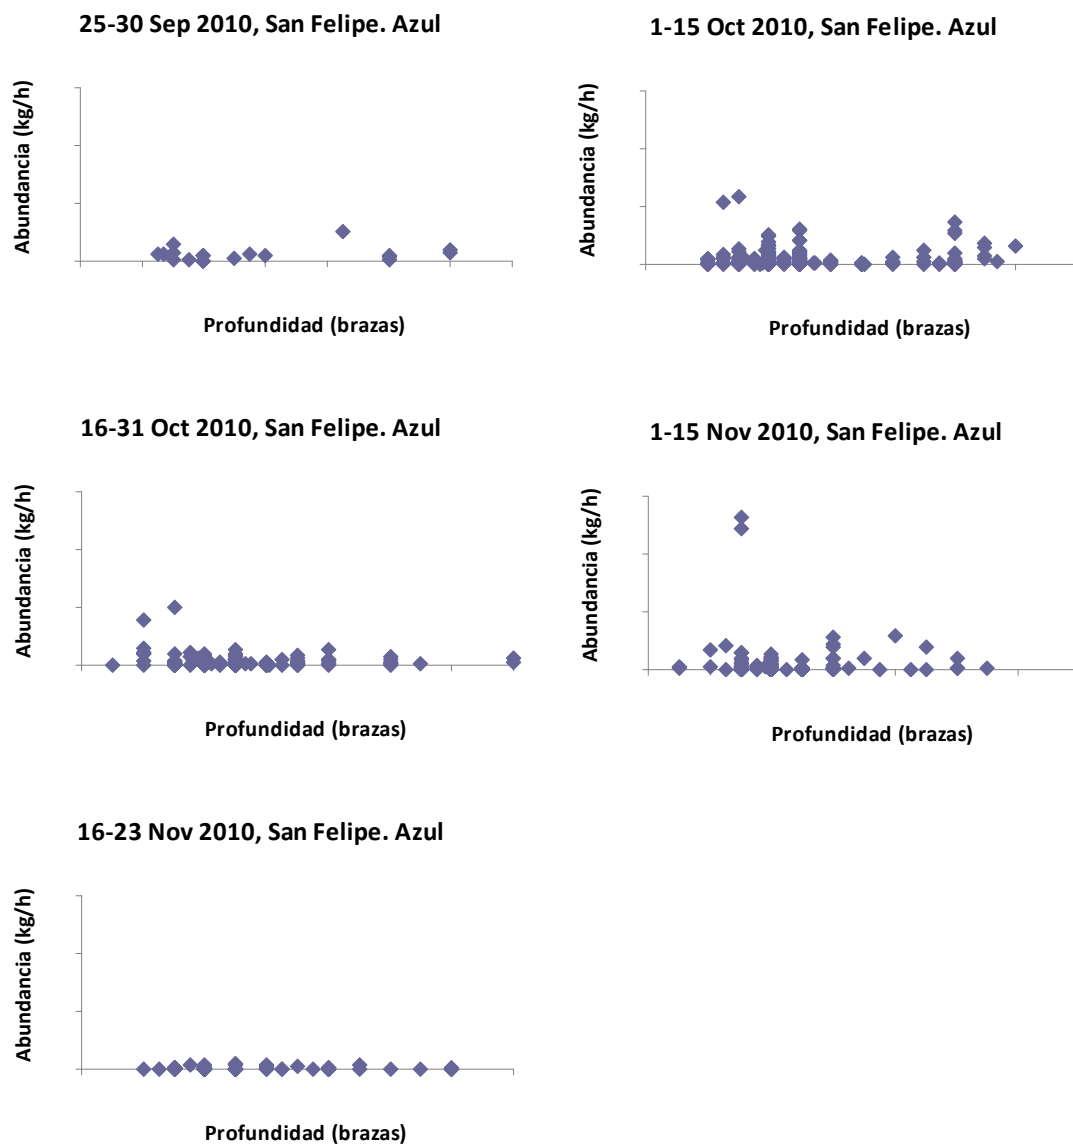 25-30 Sep 2010, San Felipe. Azul
Abundancia (kg/h)
Profundidad (brazas)
1-15 Oct 2010, San Felipe. Azul
Abundancia (kg/h)
Profundidad (brazas)
16-31 Oct 2010, San Felipe. Azul
Abundancia (kg/h)
Profundidad (brazas)
1-15 Nov 2010, San Felipe. Azul
Abundancia (kg/h)
Profundidad (brazas)
16-23 Nov 2010, San Felipe. Azul
Abundancia (kg/h)
Profundidad (brazas)